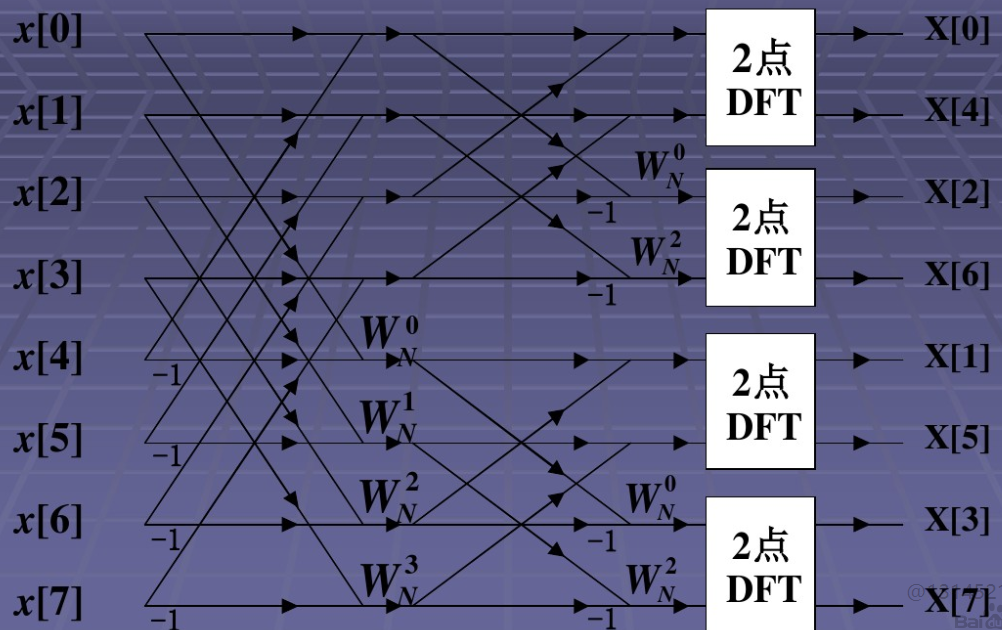 x[0]
x[1]
x[2]
x[3]
x[4]
x[5]
x[6]
x[7]
-1
-1
-1
-1
W_N^0
W_N^1
W_N^2
W_N^3
-1
-1
-1
-1
W_N^0
W_N^2
W_N^0
W_N^2
2点
DFT
2点
DFT
2点
DFT
2点
DFT
X[0]
X[4]
X[2]
X[6]
X[1]
X[5]
X[3]
X[7]